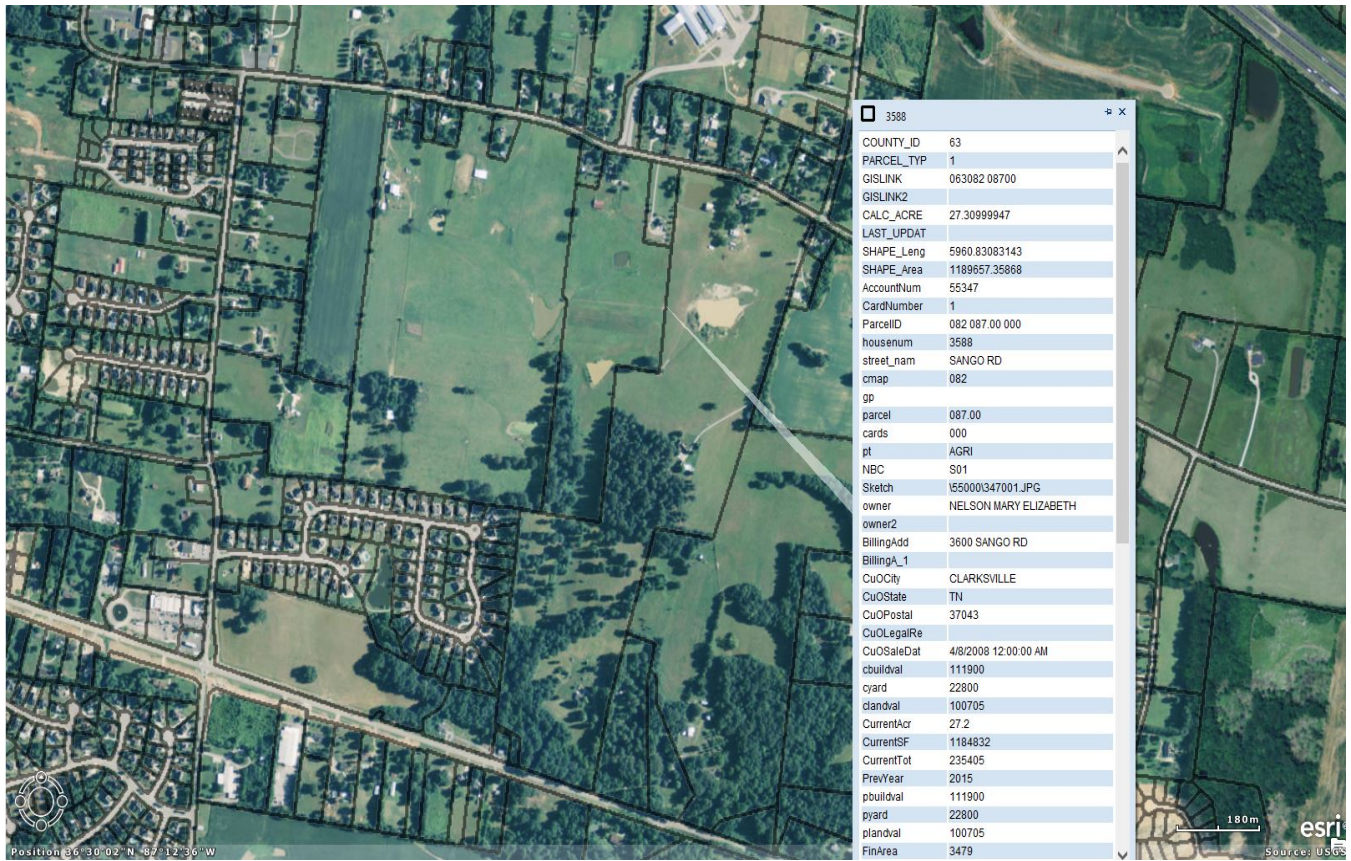 3588
COUNTY_ID 63
PARCEL_TYP 1
GISLINK 063082 08700
GISLINK2
CALC_ACRE 27.30999947
LAST_UPDAT
SHAPE_Leng 5960.83083143
SHAPE_Area 1189657.35868
AccountNum 55347
CardNumber 1
ParcelID 082 087.00 000
housenum 3588
street_nam SANGO RD
cmap 082
gp
parcel 087.00
cards 000
pt AGRI
NBC S01
Sketch \55000\347001.JPG
owner NELSON MARY ELIZABETH
owner2
BillingAdd 3600 SANGO RD
BillingA_1
CuOCity CLARKSVILLE
CuOState TN
CuOPostal 37043
CuOLegalRe
CuOSaleDat 4/8/2008 12:00:00 AM
cbuildval 111900
cyard 22800
clandval 100705
CurrentAcr 27.2
CurrentSF 1184832
CurrentTot 235405
PrevYear 2015
pbuildval 111900
pyard 22800
plandval 100705
FinArea 3479
180m
esri
Position 36°30'02"N 87°12'36"W
Source: USGS